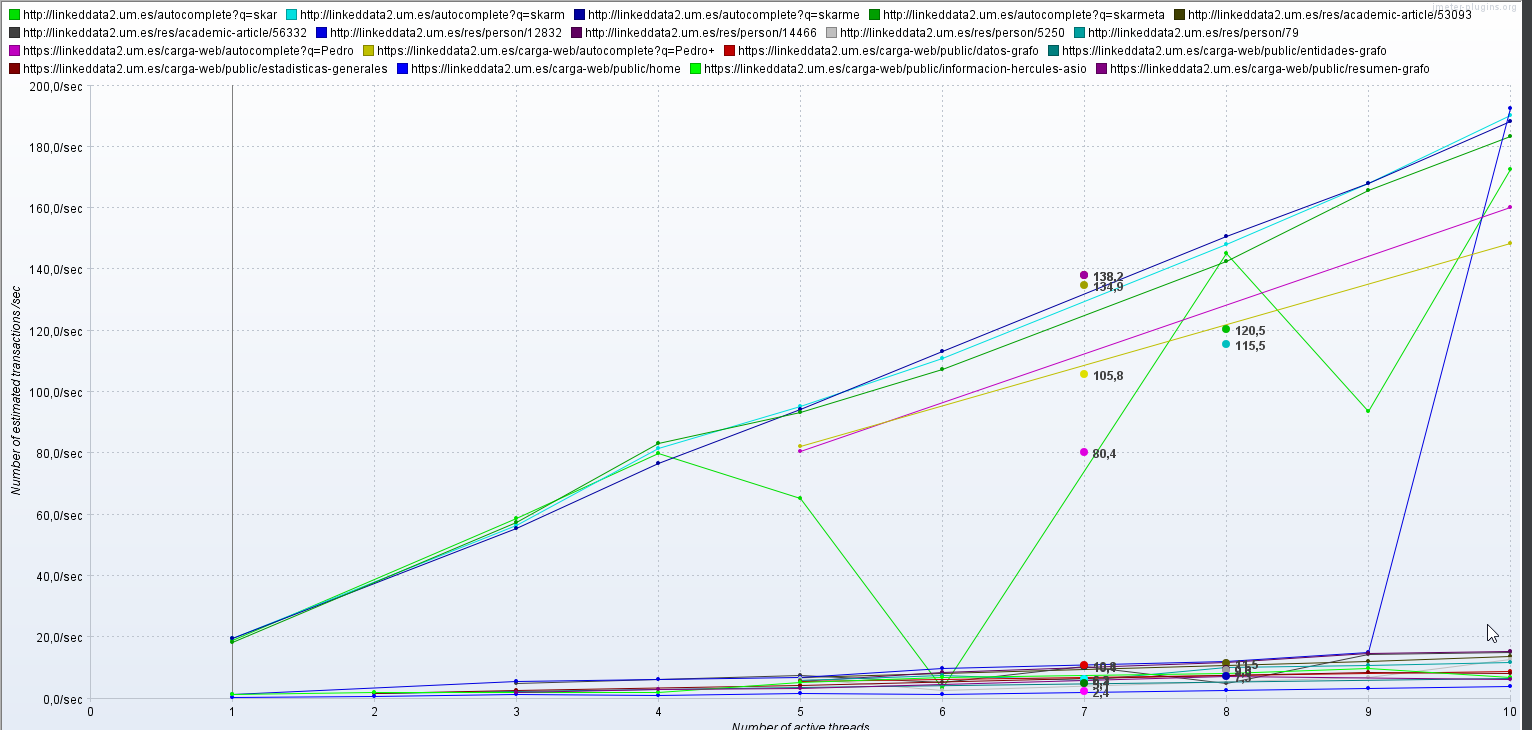 jmeter-plugins.org
http://linkeddata2.um.es/autocomplete?q=skar http://linkeddata2.um.es/autocomplete?q=skarm http://linkeddata2.um.es/autocomplete?q=skarme http://linkeddata2.um.es/autocomplete?q=skarmeta http://linkeddata2.um.es/res/academic-article/53093
http://linkeddata2.um.es/res/academic-article/56332 http://linkeddata2.um.es/res/person/12832 http://linkeddata2.um.es/res/person/14466 http://linkeddata2.um.es/res/person/5250 http://linkeddata2.um.es/res/person/79
https://linkeddata2.um.es/carga-web/autocomplete?q=Pedro https://linkeddata2.um.es/carga-web/autocomplete?q=Pedro+ https://linkeddata2.um.es/carga-web/public/datos-grafo https://linkeddata2.um.es/carga-web/public/entidades-grafo
https://linkeddata2.um.es/carga-web/public/estadisticas-generales https://linkeddata2.um.es/carga-web/public/home https://linkeddata2.um.es/carga-web/public/informacion-hercules-asio https://linkeddata2.um.es/carga-web/public/resumen-grafo
200,0/sec
180,0/sec
160,0/sec
140,0/sec
120,0/sec
100,0/sec
80,0/sec
60,0/sec
40,0/sec
20,0/sec
0,0/sec
Number of estimated transactions /sec
138,2
134,9
120,5
115,5
105,8
80,4
10,8
7,5
2,4
0 1 2 3 4 5 6 7 8 9 10
Number of active threads